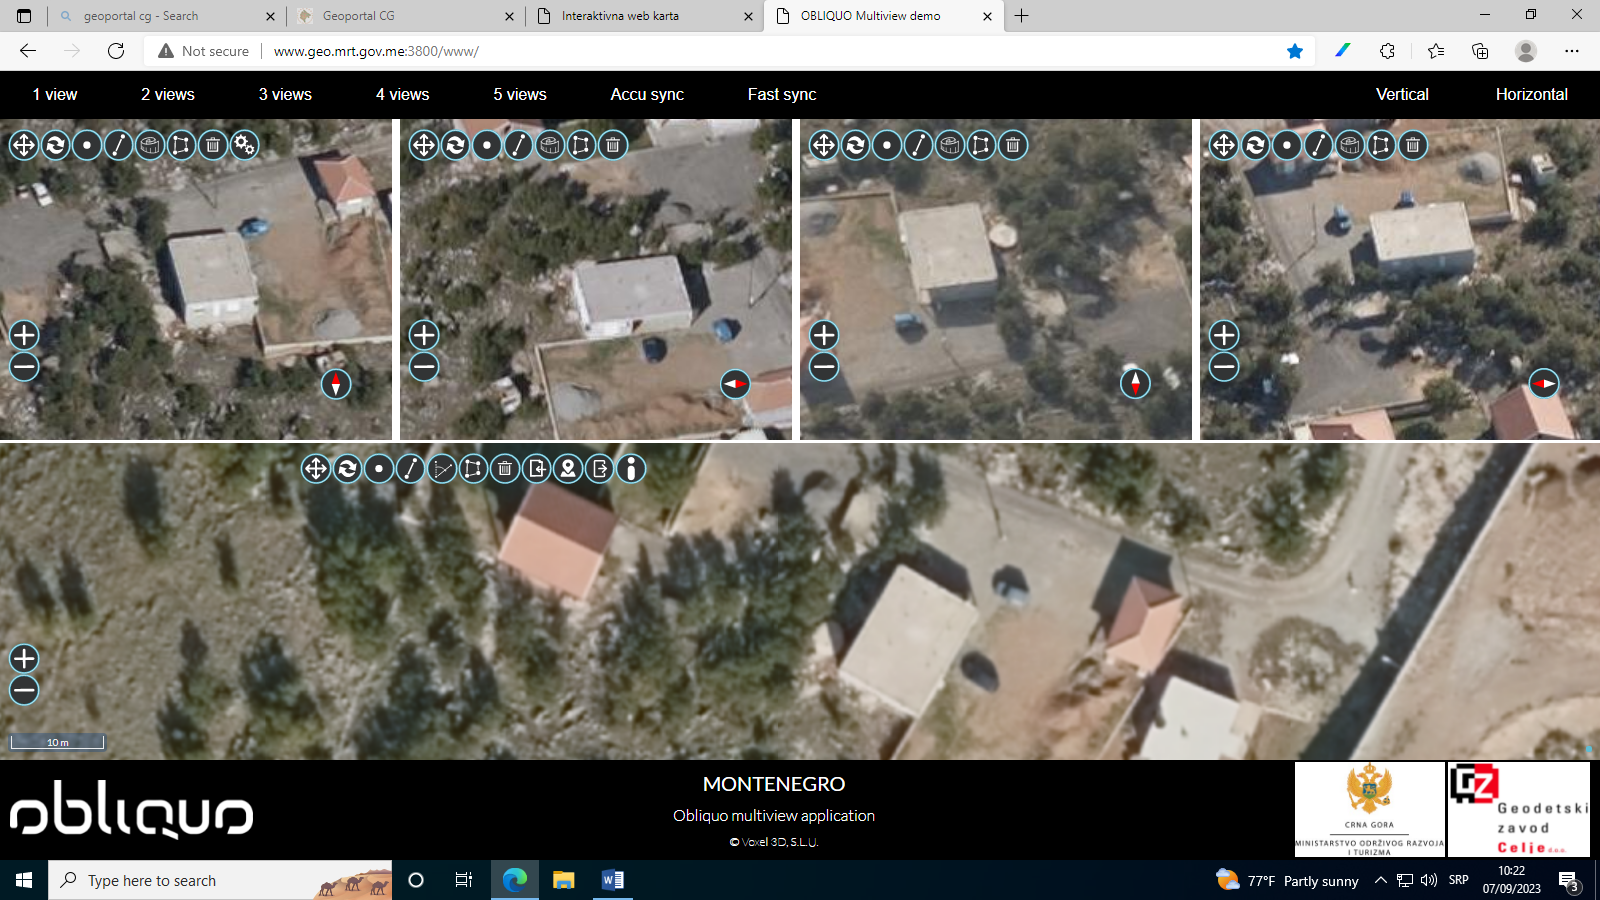 geoportal cg - Search
Geoportal CG
Interaktivna web karta
OBLIQUO Multiview demo
Not secure
www.geo.mrt.gov.me:3800/www/
1 view
2 views
3 views
4 views
5 views
Accu sync
Fast sync
Vertical
Horizontal
10 m
obliquo
MONTENEGRO
Obliquo multiview application
© Voxel 3D, S.L.U.
CRNA GORA
MINISTARSTVO ODRŽIVOG RAZVOJA
I TURIZMA
GZ
Geodetski
zavod
Celje d.o.o.
Type here to search
77°F Partly sunny
SRP
10:22
07/09/2023
3